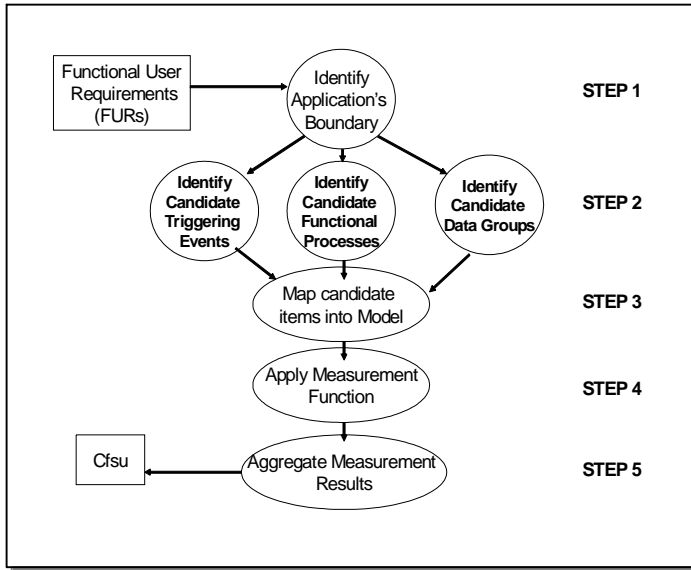 Functional User
Requirements
(FURs)
Identify
Application's
Boundary
STEP 1
Identify
Candidate
Triggering
Events
Identify
Candidate
Functional
Processes
Identify
Candidate
Data Groups
STEP 2
Map candidate
items into Model
STEP 3
Apply Measurement
Function
STEP 4
Cfsu
Aggregate Measurement
Results
STEP 5